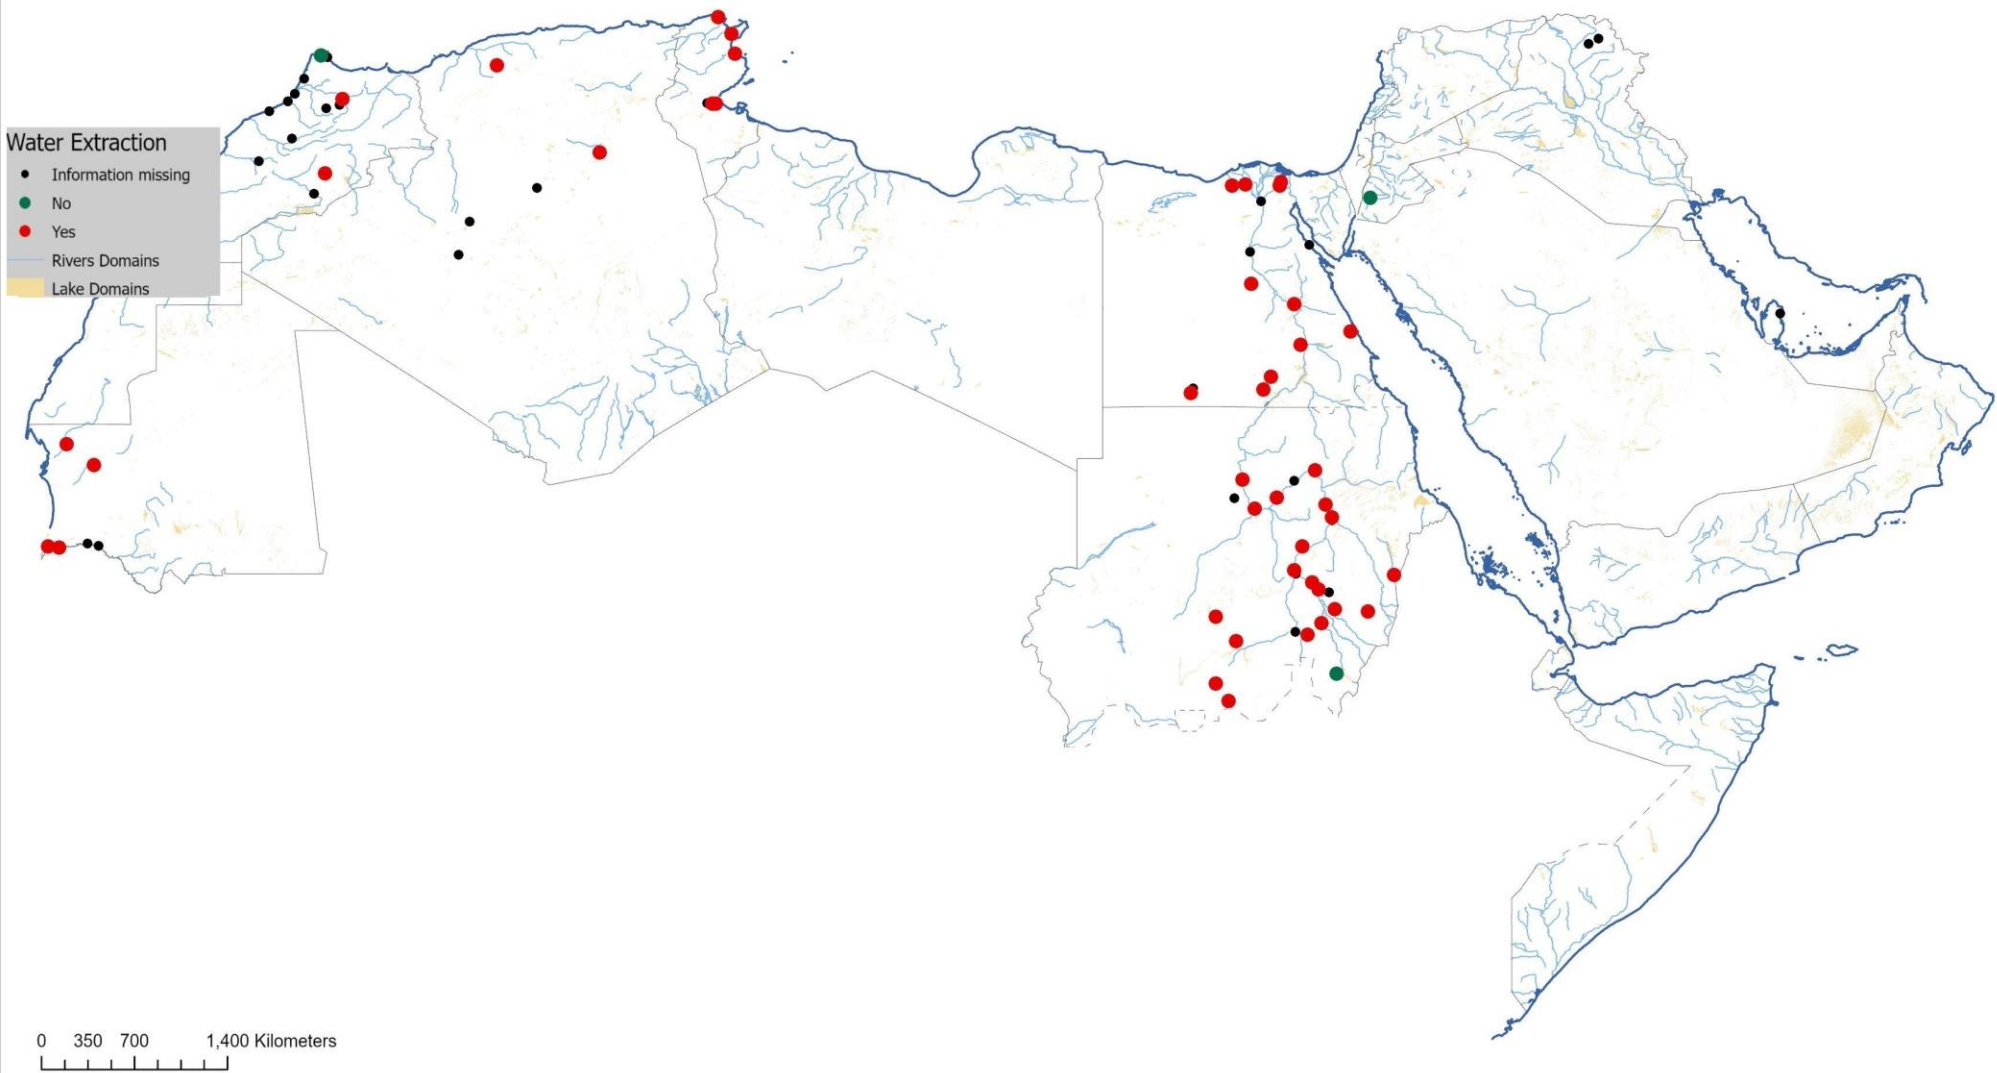 Water Extraction
Information missing
No
Yes
Rivers Domains
Lake Domains
0 350 700 1,400 Kilometers